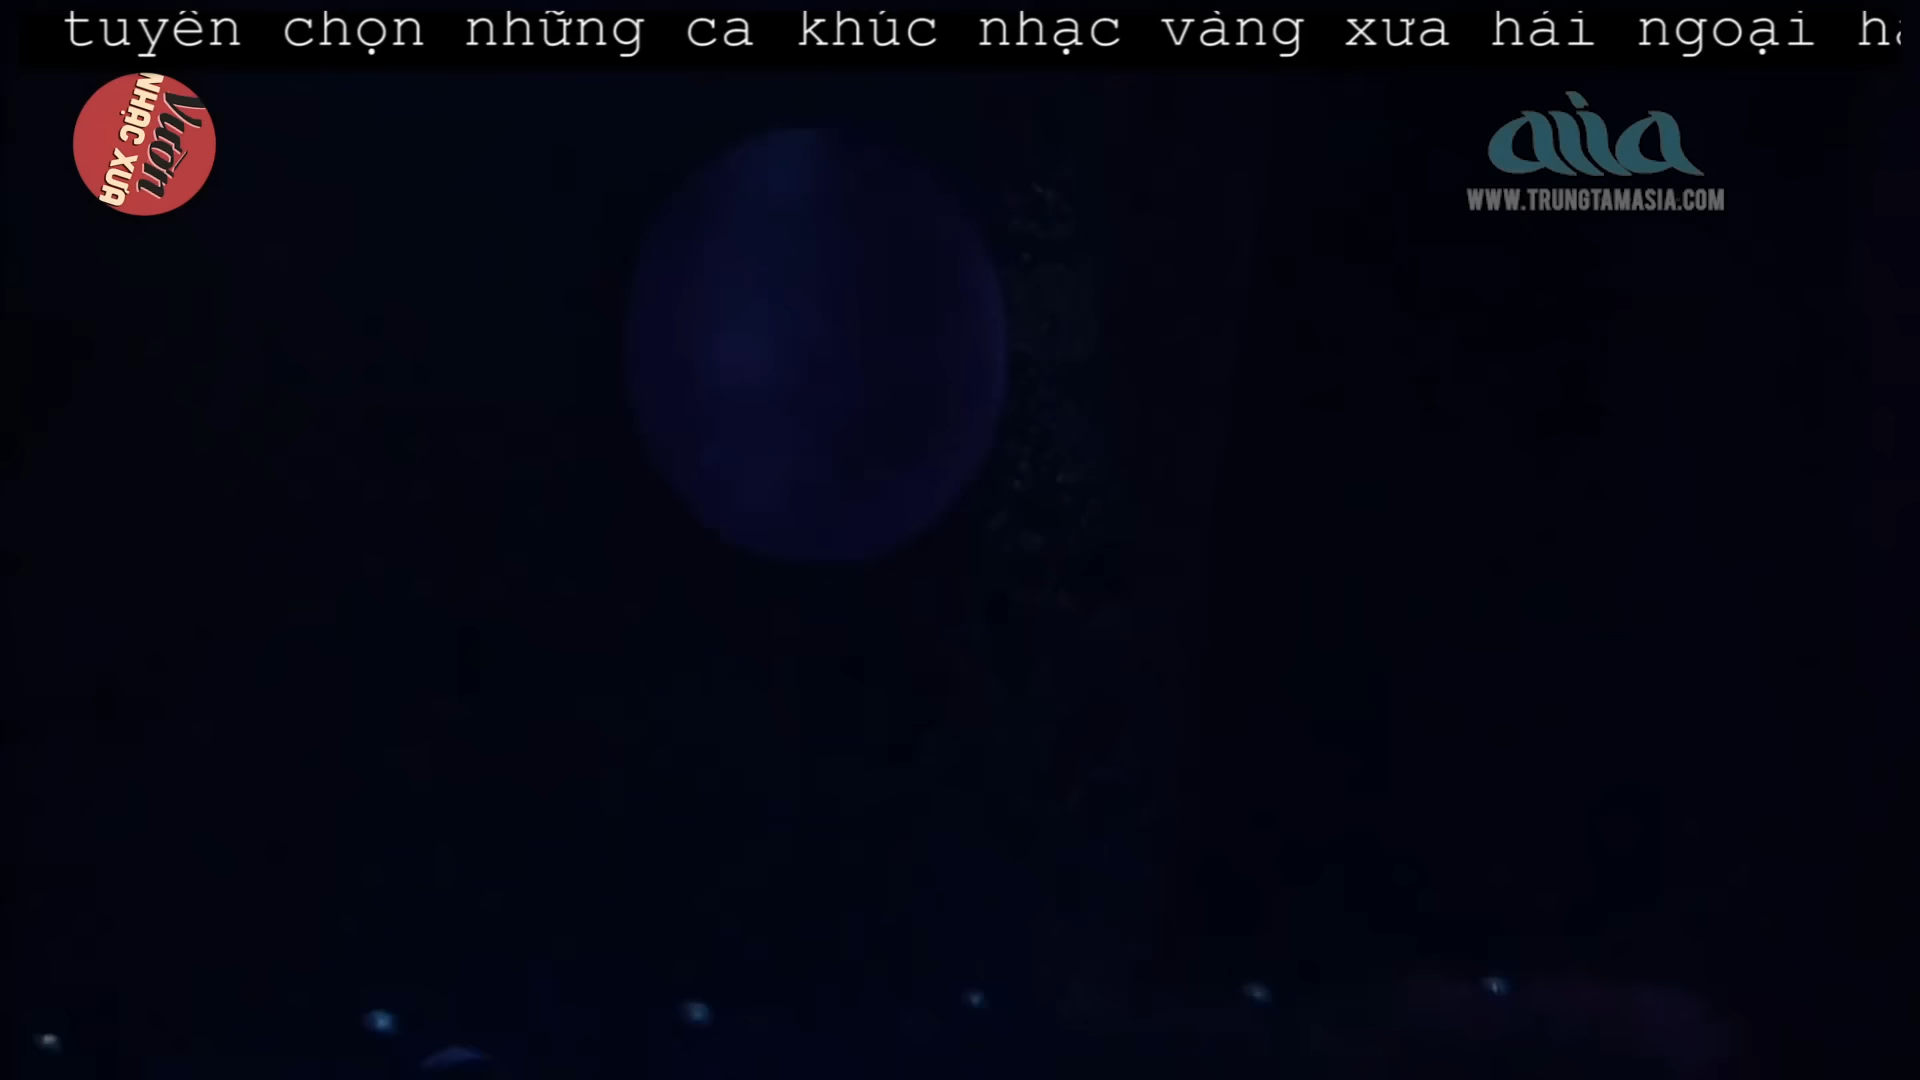 tuyển chọn những ca khúc nhạc vàng xưa hải ngoại
Vườn
NHẠC XƯA
asia
WWW.TRUNGTAMASIA.COM